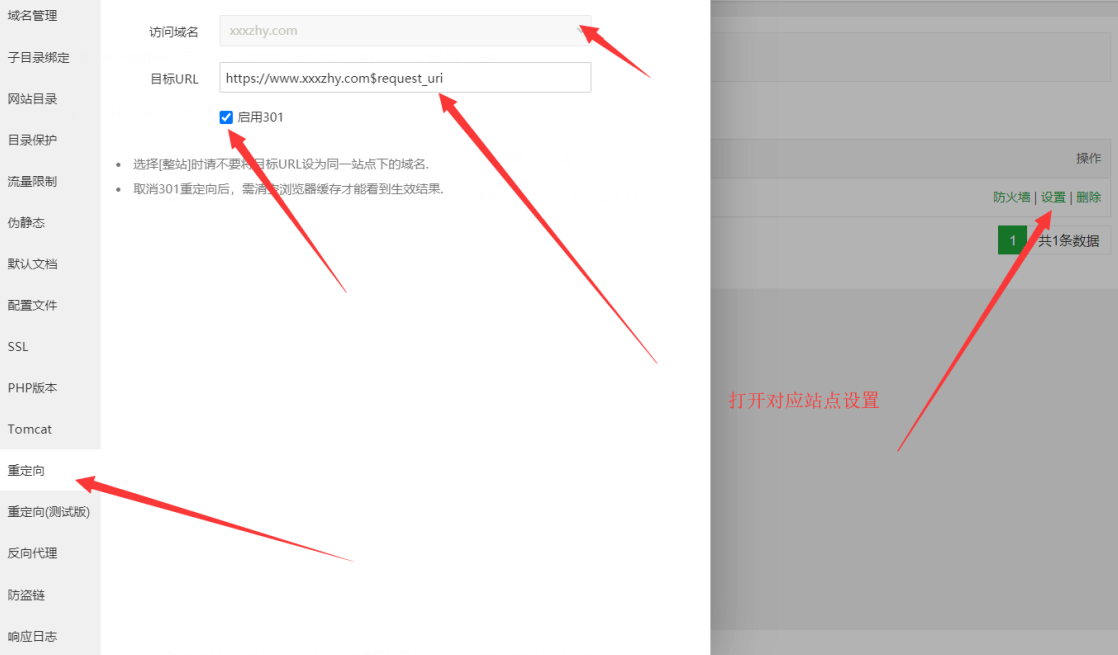 域名管理
子目录绑定
网站目录
目录保护
流量限制
伪静态
默认文档
配置文件
SSL
PHP版本
Tomcat
重定向
重定向(测试版)
反向代理
防盗链
响应日志
访问域名
xxxzhy.com
目标URL
https://www.xxxzhy.com$request_uri
启用301
选择[整站]时请不要将目标URL设为同一站点下的域名.
取消301重定向后，需清空浏览器缓存才能看到生效结果.
操作
防火墙 | 设置 | 删除
1 共1条数据
打开对应站点设置